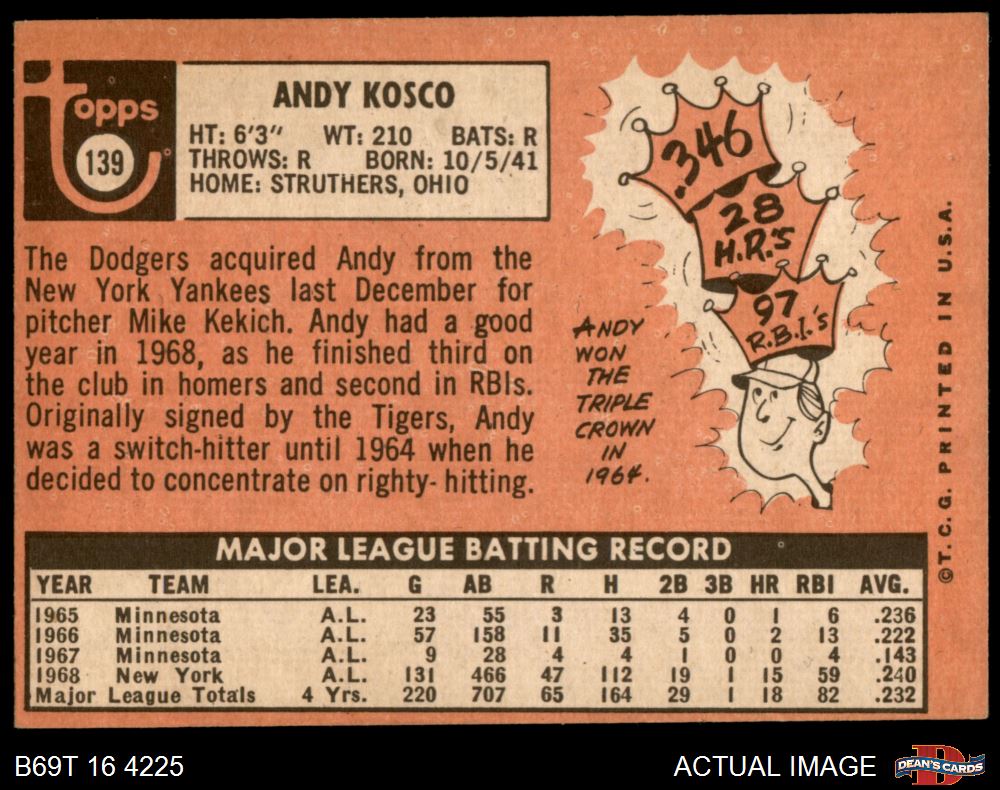 topps
139
ANDY KOSCO
HT: 6'3" WT: 210 BATS: R
THROWS: R BORN: 10/5/41
HOME: STRUTHERS, OHIO
The Dodgers acquired Andy from the
New York Yankees last December for
pitcher Mike Kekich. Andy had a good
year in 1968, as he finished third on
the club in homers and second in RBIs.
Originally signed by the Tigers, Andy
was a switch-hitter until 1964 when he
decided to concentrate on righty- hitting.
.346
28
H.R.'S
97
R.B.I.'s
ANDY
WON
THE
TRIPLE
CROWN
IN
1964.
©T.C.G. PRINTED IN U.S.A.
MAJOR LEAGUE BATTING RECORD
YEAR TEAM LEA. G AB R H 2B 3B HR RBI AVG.
1965 Minnesota A.L. 23 55 3 13 4 0 1 6 .236
1966 Minnesota A.L. 57 158 11 35 5 0 2 13 .222
1967 Minnesota A.L. 9 28 4 4 1 0 0 4 .143
1968 New York A.L. 131 466 47 112 19 1 15 59 .240
Major League Totals 4 Yrs. 220 707 65 164 29 1 18 82 .232
B69T 16 4225
ACTUAL IMAGE
DEAN'S CARDS